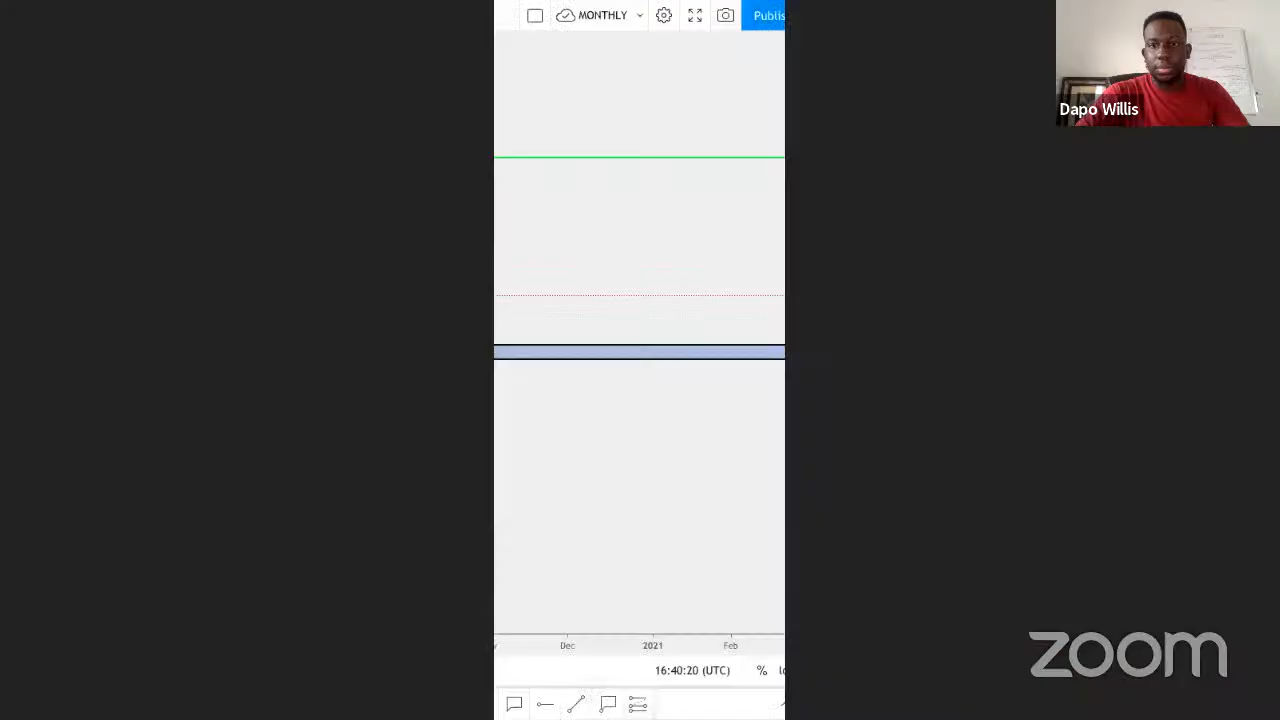 MONTHLY
Publis
Dapo Willis
Dec 2021 Feb
16:40:20 (UTC) %
zoom